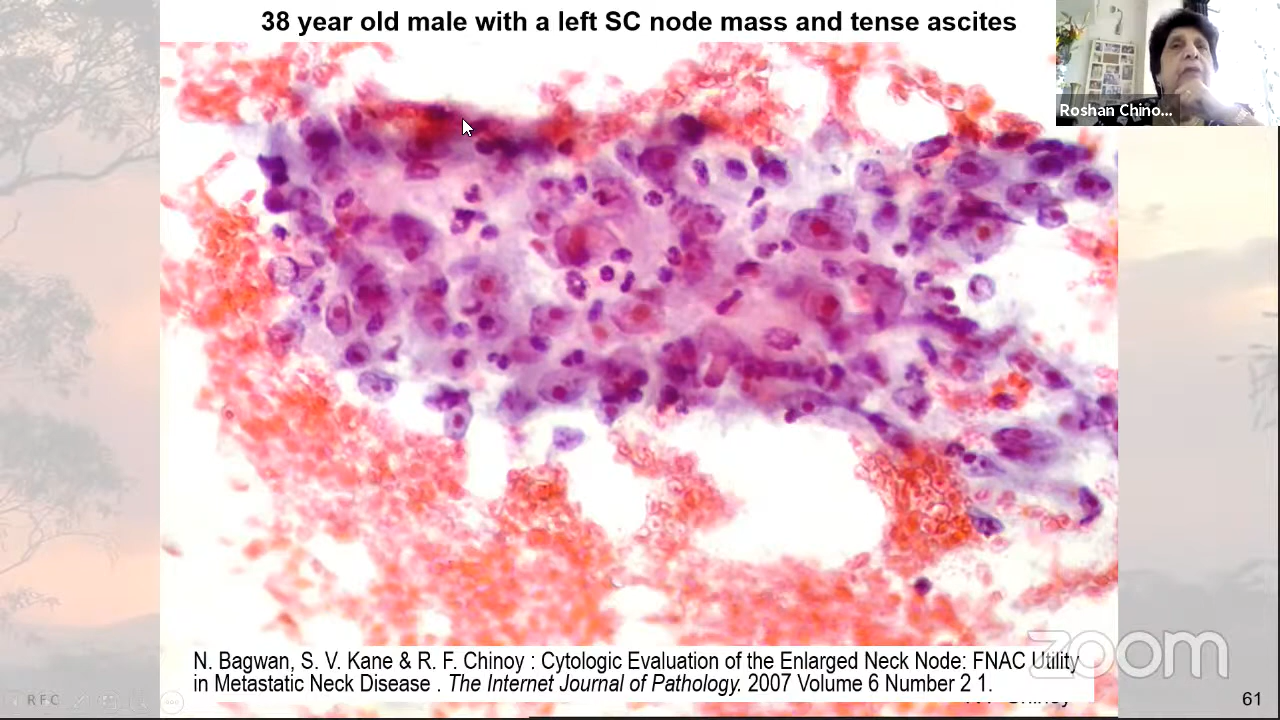 38 year old male with a left SC node mass and tense ascites
Roshan Chino...
N. Bagwan, S. V. Kane & R. F. Chinoy : Cytologic Evaluation of the Enlarged Neck Node: FNAC Utility
in Metastatic Neck Disease . The Internet Journal of Pathology. 2007 Volume 6 Number 2 1.
zoom
R F C
61